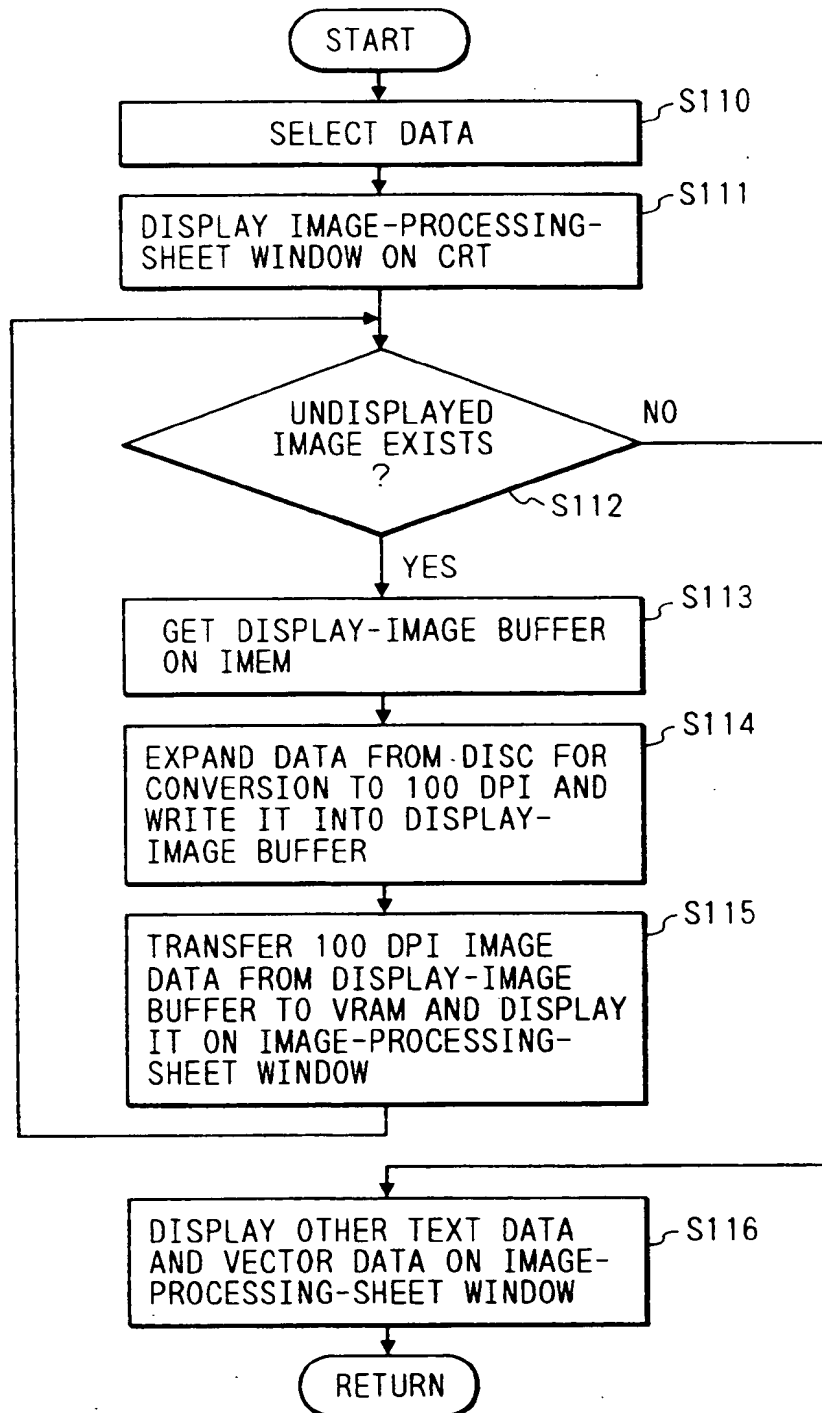 START
S110
SELECT DATA
S111
DISPLAY IMAGE-PROCESSING-
SHEET WINDOW ON CRT
UNDISPLAYED
IMAGE EXISTS
?
NO
S112
YES
S113
GET DISPLAY-IMAGE BUFFER
ON IMEM
S114
EXPAND DATA FROM DISC FOR
CONVERSION TO 100 DPI AND
WRITE IT INTO DISPLAY-
IMAGE BUFFER
S115
TRANSFER 100 DPI IMAGE
DATA FROM DISPLAY-IMAGE
BUFFER TO VRAM AND DISPLAY
IT ON IMAGE-PROCESSING-
SHEET WINDOW
S116
DISPLAY OTHER TEXT DATA
AND VECTOR DATA ON IMAGE-
PROCESSING-SHEET WINDOW
RETURN